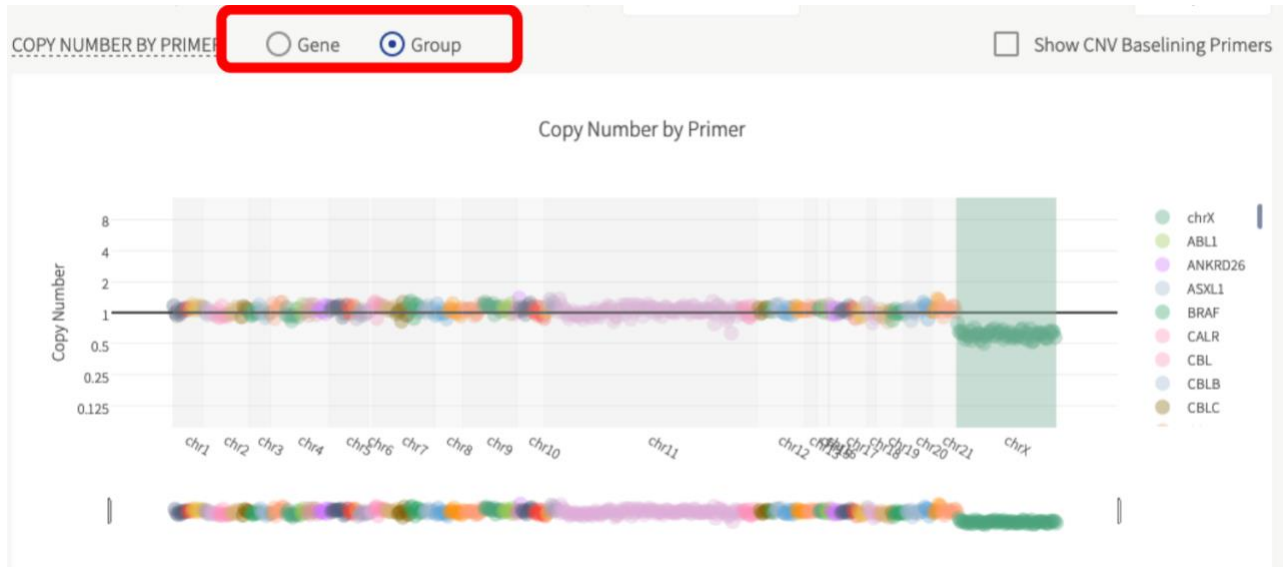 COPY NUMBER BY PRIMER Gene Group Show CNV Baselining Primers
Copy Number by Primer
Copy Number
8
4
2
1
0.5
0.25
0.125
chr1 chr2 chr3 chr4 chr5 chr6 chr7 chr8 chr9 chr10 chr11 chr12 chr17 chr18 chr19 chr20 chr21 chrX
chrX
ABL1
ANKRD26
ASXL1
BRAF
CALR
CBL
CBLB
CBLC